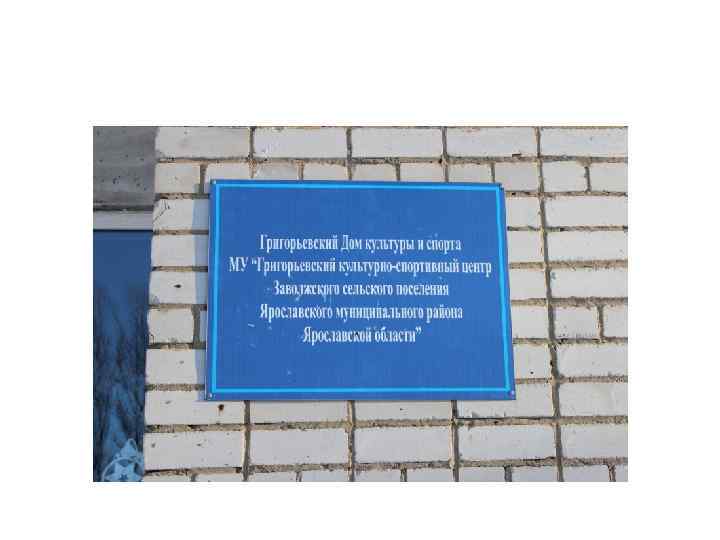 Григорьевский Дом культуры и спорта
МУ “Григорьевский культурно-спортивный центр
Заволжского сельского поселения
Ярославского муниципального района
Ярославской области”